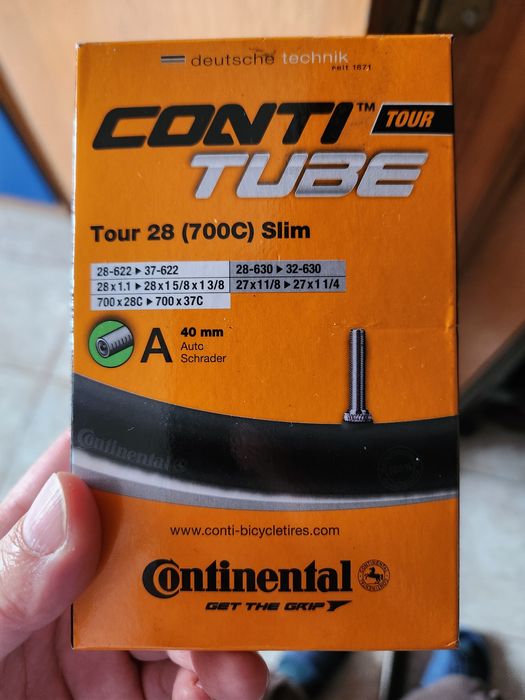 deutsche technik
seit 1871
CONTI™ TOUR
TUBE
Tour 28 (700C) Slim
28-622 ▸ 37-622
28-630 ▸ 32-630
28 x 1.1 ▸ 28 x 1 5/8 x 1 3/8
27 x 1 1/8 ▸ 27 x 1 1/4
700 x 28C ▸ 700 x 37C
A
40 mm
Auto
Schrader
Continental
www.conti-bicycletires.com
Continental
GET THE GRIP